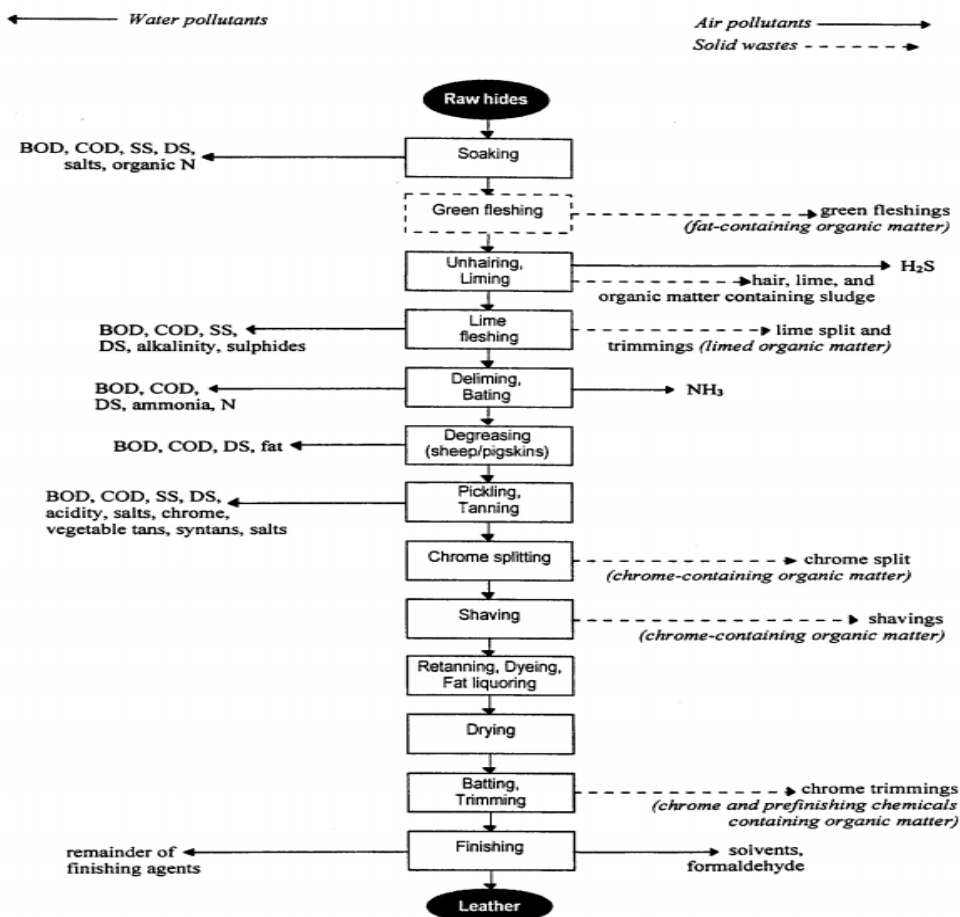 Water pollutants
Air pollutants
Solid wastes
Raw hides
BOD, COD, SS, DS,
salts, organic N
Soaking
Green fleshing
green fleshings
(fat-containing organic matter)
Unhairing,
Liming
H₂S
hair, lime, and
organic matter containing sludge
BOD, COD, SS,
DS, alkalinity, sulphides
Lime
fleshing
lime split and
trimmings (limed organic matter)
BOD, COD,
DS, ammonia, N
Deliming,
Bating
NH₃
BOD, COD, DS, fat
Degreasing
(sheep/pigskins)
BOD, COD, SS, DS,
acidity, salts, chrome,
vegetable tans, syntans, salts
Pickling,
Tanning
Chrome splitting
chrome split
(chrome-containing organic matter)
Shaving
shavings
(chrome-containing organic matter)
Retanning, Dyeing,
Fat liquoring
Drying
Batting,
Trimming
chrome trimmings
(chrome and prefinishing chemicals
containing organic matter)
remainder of
finishing agents
Finishing
solvents,
formaldehyde
Leather